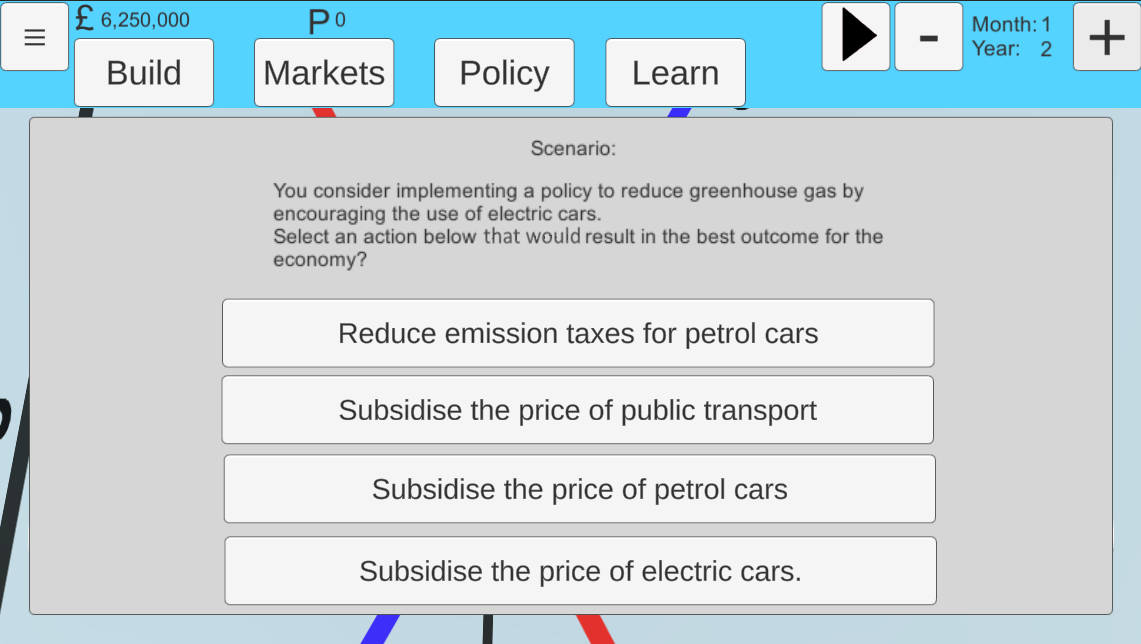 £ 6,250,000
P 0
Month: 1
Year: 2
-
+
Build
Markets
Policy
Learn
Scenario:
You consider implementing a policy to reduce greenhouse gas by
encouraging the use of electric cars.
Select an action below that would result in the best outcome for the
economy?
Reduce emission taxes for petrol cars
Subsidise the price of public transport
Subsidise the price of petrol cars
Subsidise the price of electric cars.